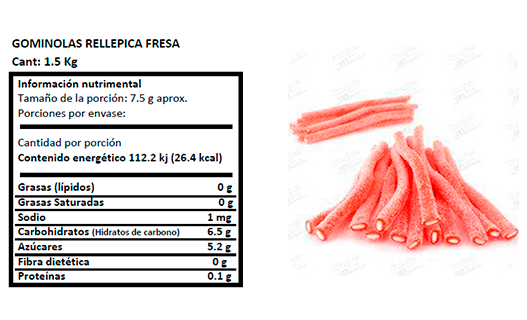 GOMINOLAS RELLEPICA FRESA
Cant: 1.5 Kg
Información nutrimental
Tamaño de la porción: 7.5 g aprox.
Porciones por envase:
Cantidad por porción
Contenido energético 112.2 kj (26.4 kcal)
Grasas (lípidos) 0 g
Grasas Saturadas 0 g
Sodio 1 mg
Carbohidratos (Hidratos de carbono) 6.5 g
Azúcares 5.2 g
Fibra dietética 0 g
Proteínas 0.1 g